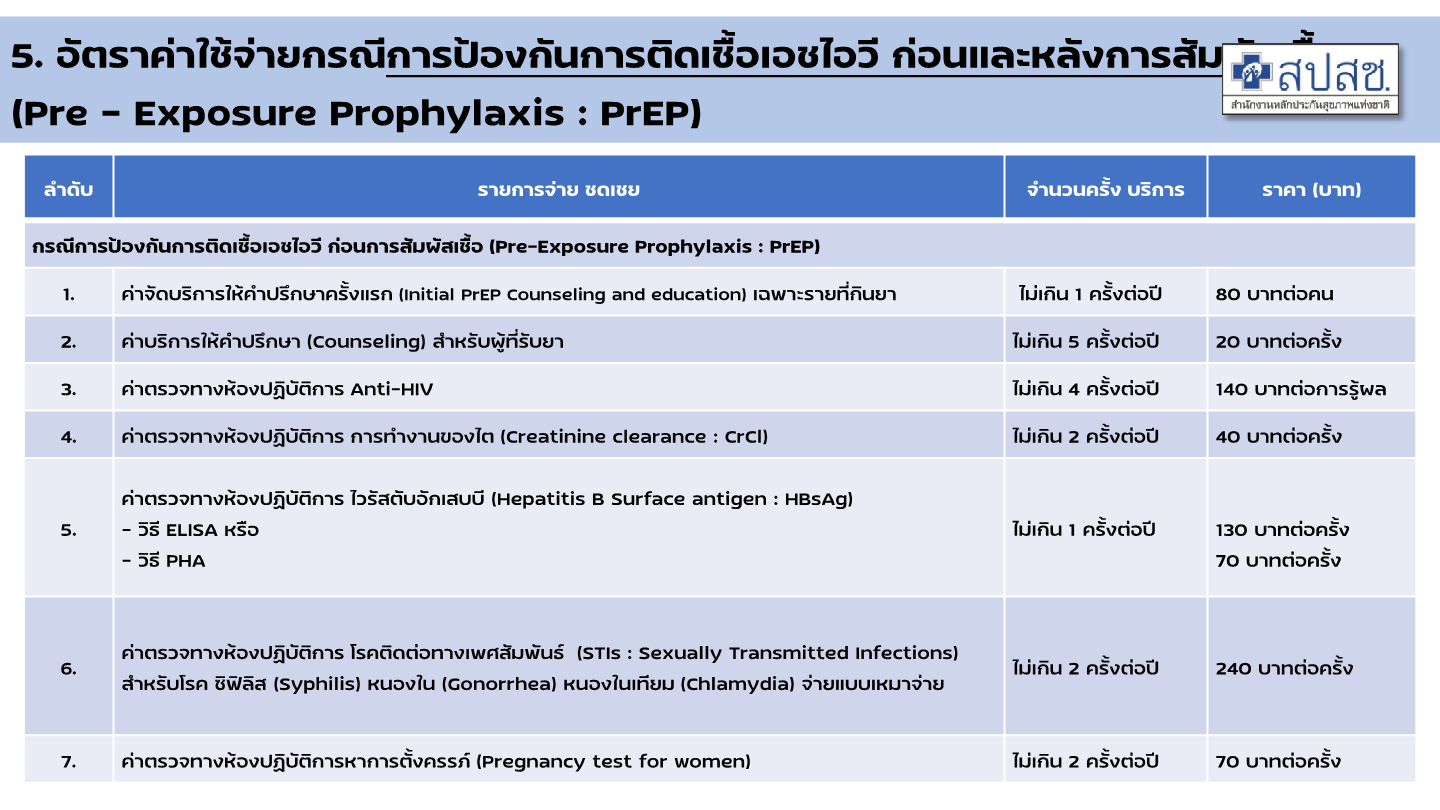 5. อัตราค่าใช้จ่ายกรณีการป้องกันการติดเชื้อเอชไอวี ก่อนและหลังการสัม
(Pre - Exposure Prophylaxis : PrEP)
สปสช.
สำนักงานหลักประกันสุขภาพแห่งชาติ
ลำดับ รายการจ่าย ชดเชย จำนวนครั้ง บริการ ราคา (บาท)
กรณีการป้องกันการติดเชื้อเอชไอวี ก่อนการสัมผัสเชื้อ (Pre-Exposure Prophylaxis : PrEP)
1. ค่าจัดบริการให้คำปรึกษาครั้งแรก (Initial PrEP Counseling and education) เฉพาะรายที่กินยา ไม่เกิน 1 ครั้งต่อปี 80 บาทต่อคน
2. ค่าบริการให้คำปรึกษา (Counseling) สำหรับผู้ที่รับยา ไม่เกิน 5 ครั้งต่อปี 20 บาทต่อครั้ง
3. ค่าตรวจทางห้องปฏิบัติการ Anti-HIV ไม่เกิน 4 ครั้งต่อปี 140 บาทต่อการรู้ผล
4. ค่าตรวจทางห้องปฏิบัติการ การทำงานของไต (Creatinine clearance : CrCl) ไม่เกิน 2 ครั้งต่อปี 40 บาทต่อครั้ง
ค่าตรวจทางห้องปฏิบัติการ ไวรัสตับอักเสบบี (Hepatitis B Surface antigen : HBsAg)
5. - วิธี ELISA หรือ ไม่เกิน 1 ครั้งต่อปี 130 บาทต่อครั้ง
- วิธี PHA 70 บาทต่อครั้ง
6. ค่าตรวจทางห้องปฏิบัติการ โรคติดต่อทางเพศสัมพันธ์ (STIs : Sexually Transmitted Infections) ไม่เกิน 2 ครั้งต่อปี 240 บาทต่อครั้ง
สำหรับโรค ซิฟิลิส (Syphilis) หนองใน (Gonorrhea) หนองในเทียม (Chlamydia) จ่ายแบบเหมาจ่าย
7. ค่าตรวจทางห้องปฏิบัติการหาการตั้งครรภ์ (Pregnancy test for women) ไม่เกิน 2 ครั้งต่อปี 70 บาทต่อครั้ง